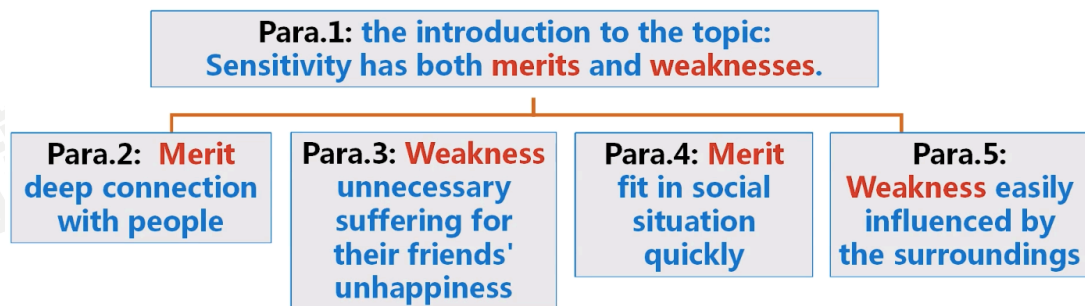 Para.1: the introduction to the topic:
Sensitivity has both merits and weaknesses.
Para.2: Merit
deep connection
with people
Para.3: Weakness
unnecessary
suffering for
their friends'
unhappiness
Para.4: Merit
fit in social
situation
quickly
Para.5:
Weakness easily
influenced by
the surroundings